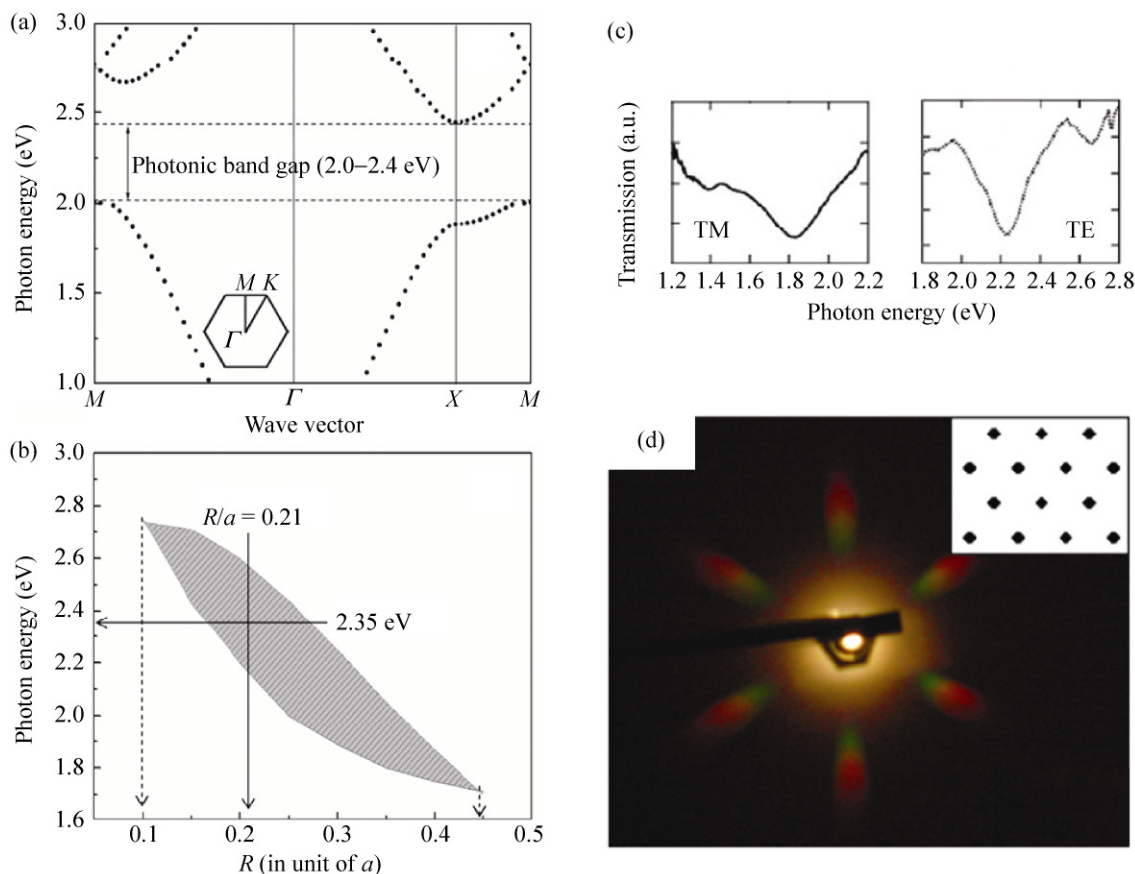 (a)
3.0
2.5
2.0
1.5
1.0
Photon energy (eV)
Photonic band gap (2.0–2.4 eV)
M K
Γ
M Γ X M
Wave vector
(b)
3.0
2.8
2.6
2.4
2.2
2.0
1.8
1.6
Photon energy (eV)
R/a = 0.21
2.35 eV
0.1 0.2 0.3 0.4 0.5
R (in unit of a)
(c)
Transmission (a.u.)
TM
TE
1.2 1.4 1.6 1.8 2.0 2.2
1.8 2.0 2.2 2.4 2.6 2.8
Photon energy (eV)
(d)